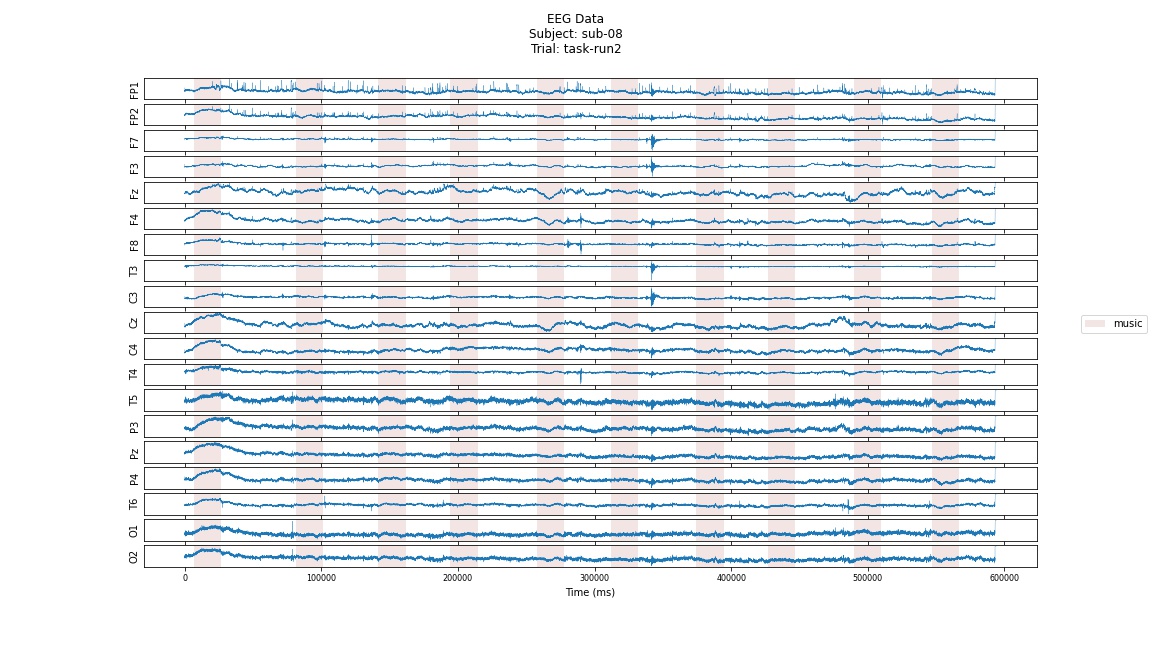 EEG Data
Subject: sub-08
Trial: task-run2
FP1
FP2
F7
F3
Fz
F4
F8
T3
C3
Cz
C4
T4
T5
P3
Pz
P4
T6
O1
O2
0 100000 200000 300000 400000 500000 600000
Time (ms)
music